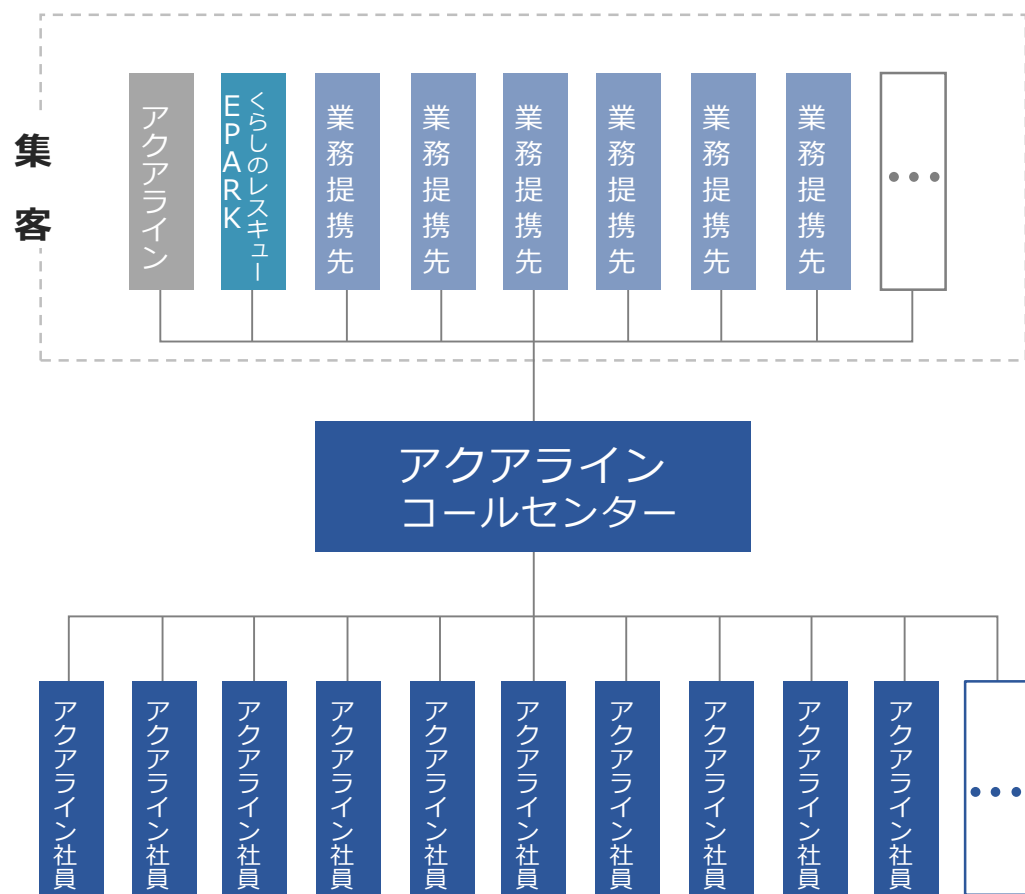 集客
アクアライン
くらしのレスキュー
EPARK
業務提携先
業務提携先
業務提携先
業務提携先
業務提携先
業務提携先
•••
アクアライン
コールセンター
アクアライン社員
アクアライン社員
アクアライン社員
アクアライン社員
アクアライン社員
アクアライン社員
アクアライン社員
アクアライン社員
アクアライン社員
アクアライン社員
•••